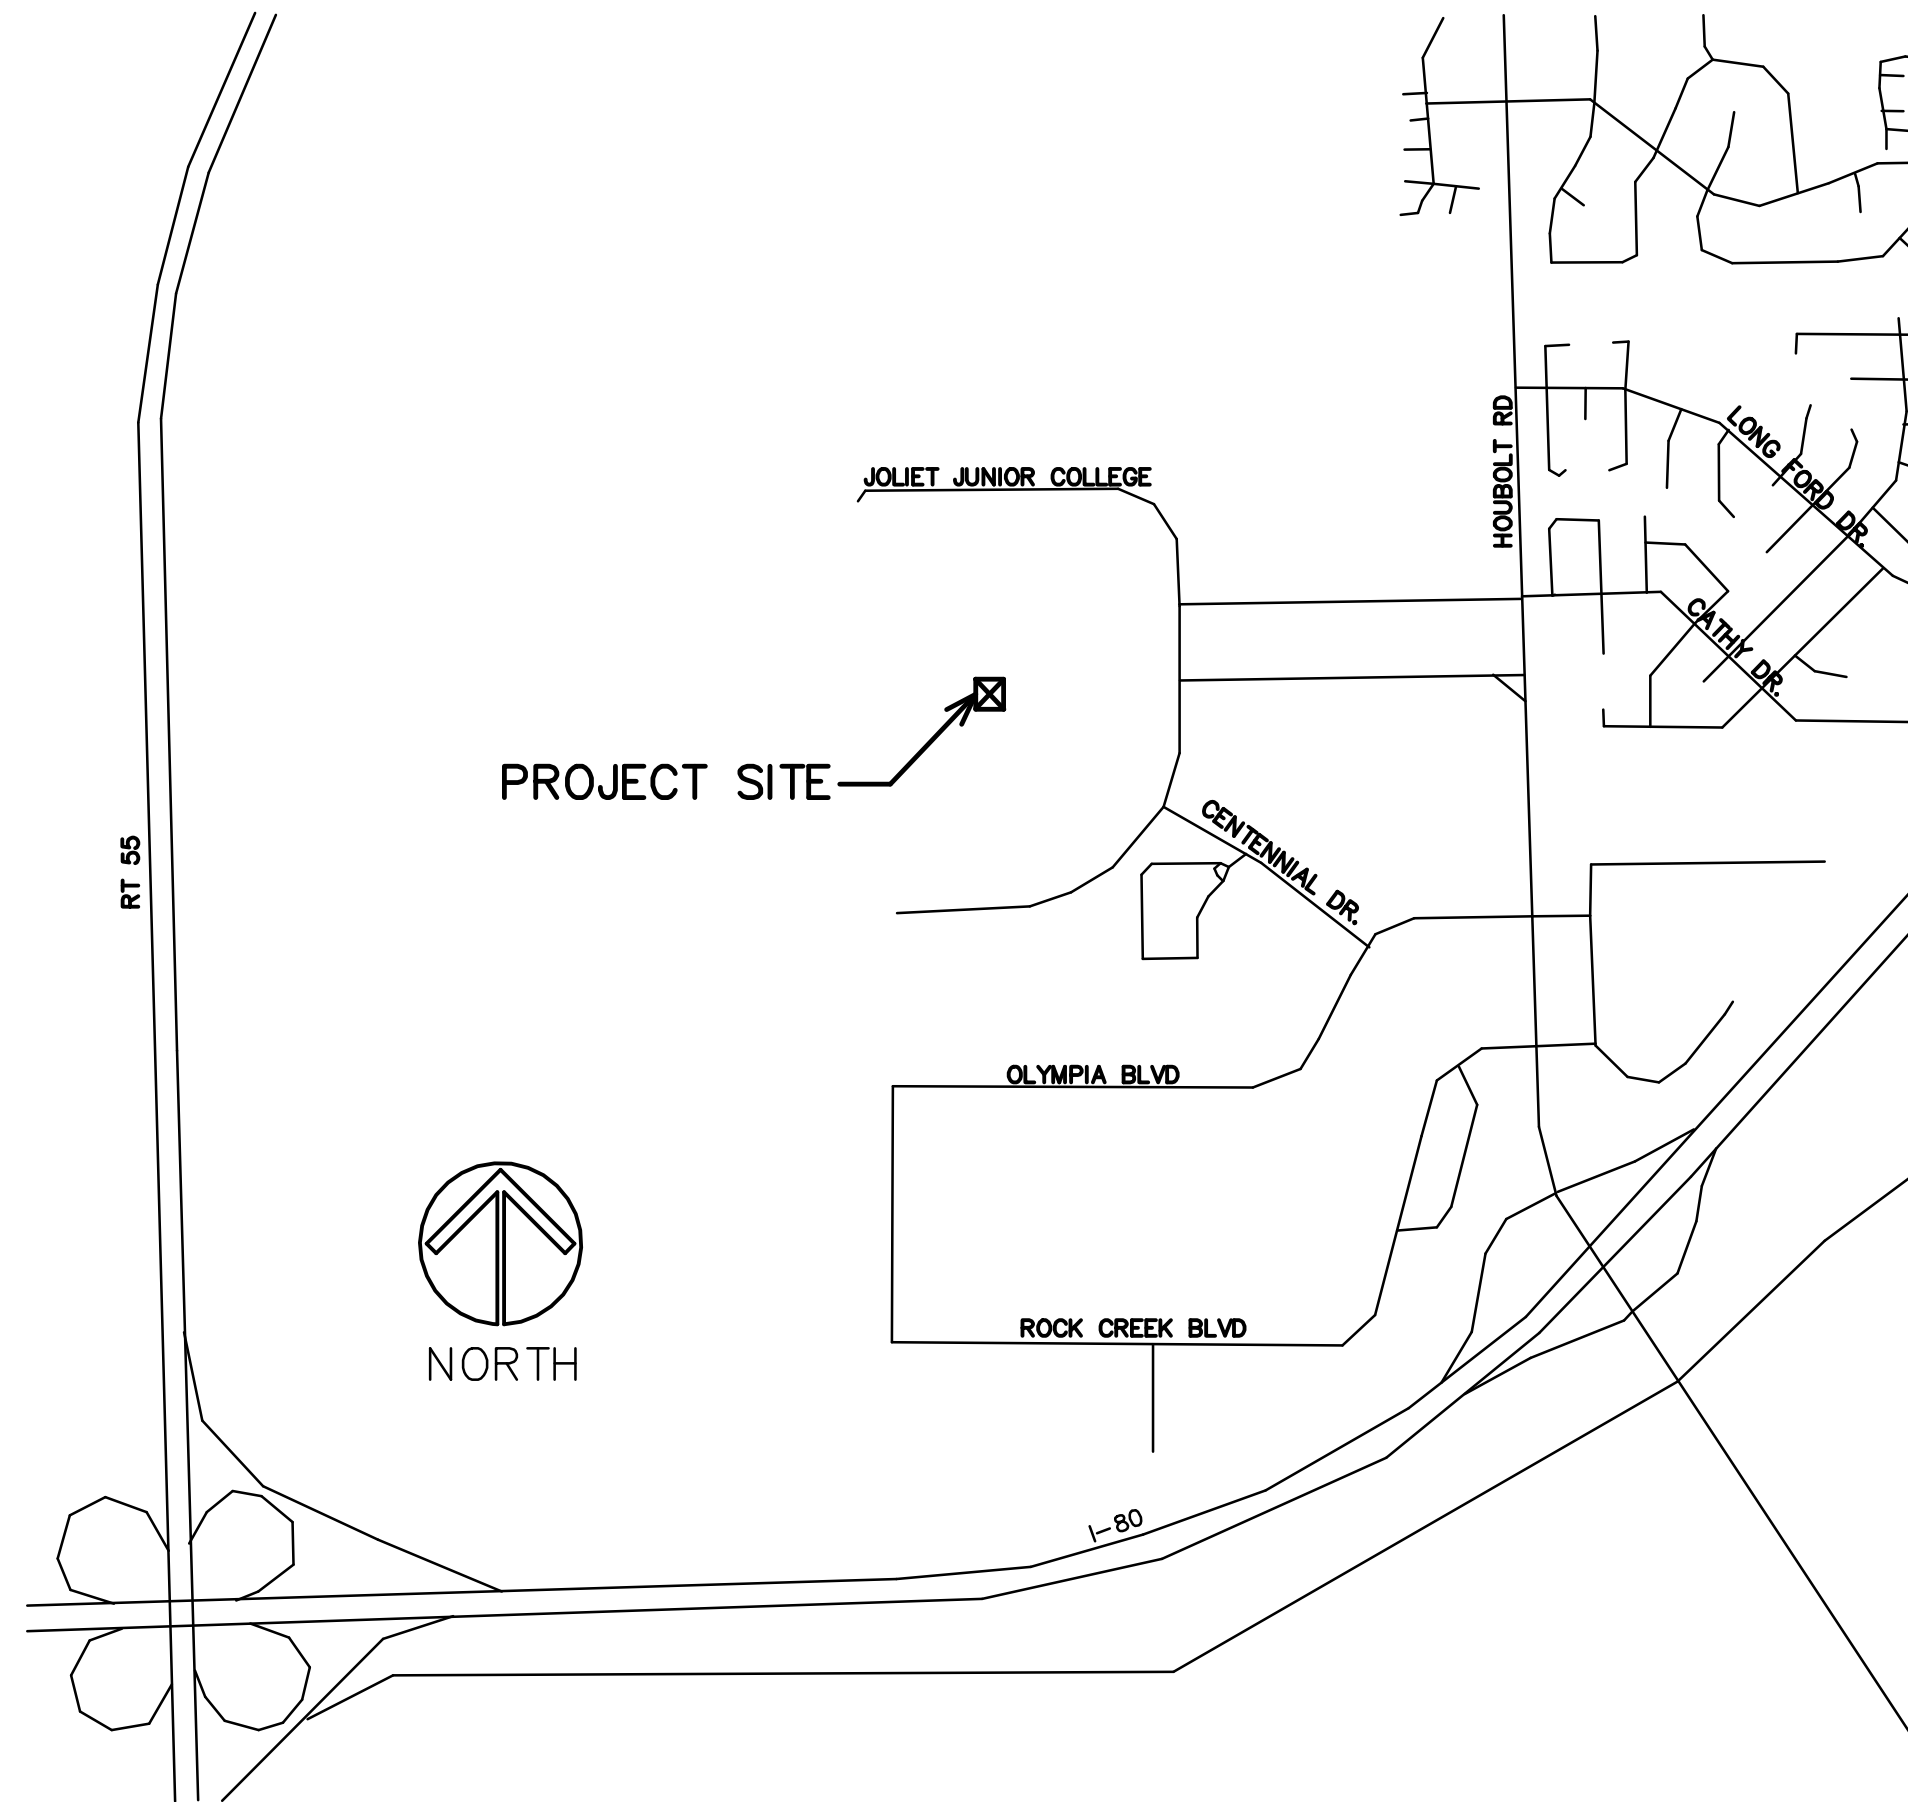 LONG FORD DR.
HOUBOLT RD
JOLIET JUNIOR COLLEGE
CATHY DR.
PROJECT SITE
CENTENNIAL DR.
RT 55
OLYMPIA BLVD
ROCK CREEK BLVD
NORTH
I-80